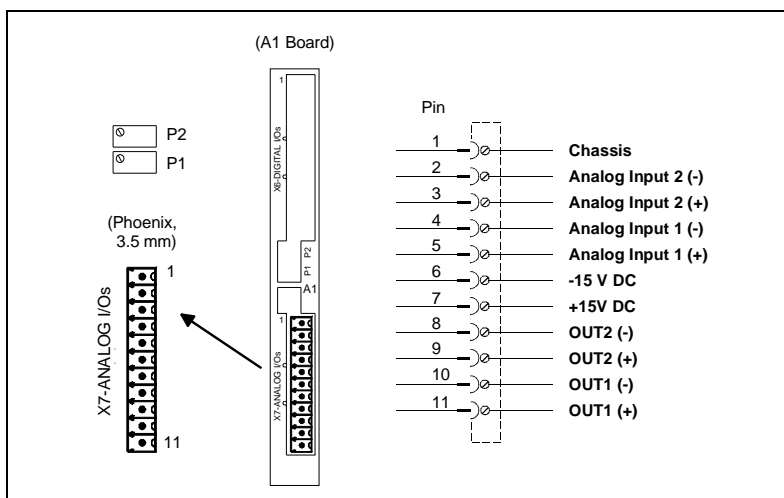 (A1 Board)
1
X6-DIGITAL I/Os
P1 P2
A1
1
X7-ANALOG I/Os
P2
P1
(Phoenix,
3.5 mm)
1
X7-ANALOG I/Os
11
Pin
1 Chassis
2 Analog Input 2 (-)
3 Analog Input 2 (+)
4 Analog Input 1 (-)
5 Analog Input 1 (+)
6 -15 V DC
7 +15V DC
8 OUT2 (-)
9 OUT2 (+)
10 OUT1 (-)
11 OUT1 (+)